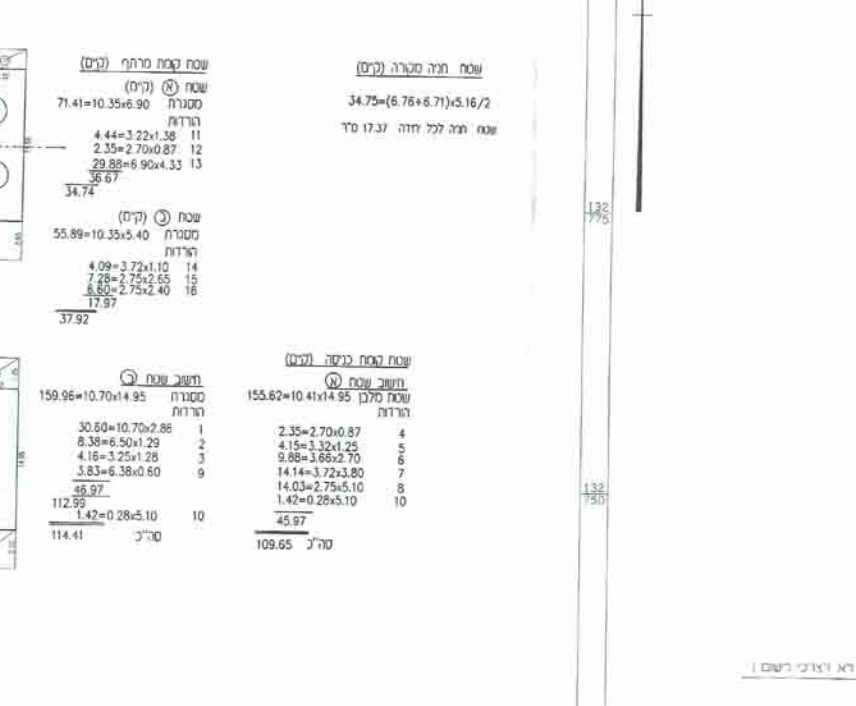 שטח חניה מקורה (ק"ים)
34.75=(6.76+6.71)x5.16/2
שטח חניה לכל יחדה 17.37 מ"ר
שטח קומת מרתף (ק"ים)
שטח א (ק"ים)
מסגרת 71.41=10.35x6.90
הורדות
11 4.44=3.22x1.38
12 2.35=2.70x0.87
13 29.88=6.90x4.33
36.67
34.74
שטח ב (ק"ים)
מסגרת 55.89=10.35x5.40
הורדות
14 4.09=3.72x1.10
15 7.28=2.75x2.65
16 6.60=2.75x2.40
17.97
37.92
שטח קומת כניסה (ק"ים)
חישוב שטח א
שטח מלבן 155.62=10.41x14.95
הורדות
4 2.35=2.70x0.87
5 4.15=3.32x1.25
6 9.88=3.66x2.70
7 14.14=3.72x3.80
8 14.03=2.75x5.10
10 1.42=0.28x5.10
45.97
סה"כ 109.65
חישוב שטח ב
מסגרת 159.96=10.70x14.95
הורדות
1 30.60=10.70x2.86
2 8.38=6.50x1.29
3 4.16=3.25x1.28
9 3.83=6.38x0.60
46.97
112.99
10 1.42=0.28x5.10
סה"כ 114.41
132
775
132
750
14.95